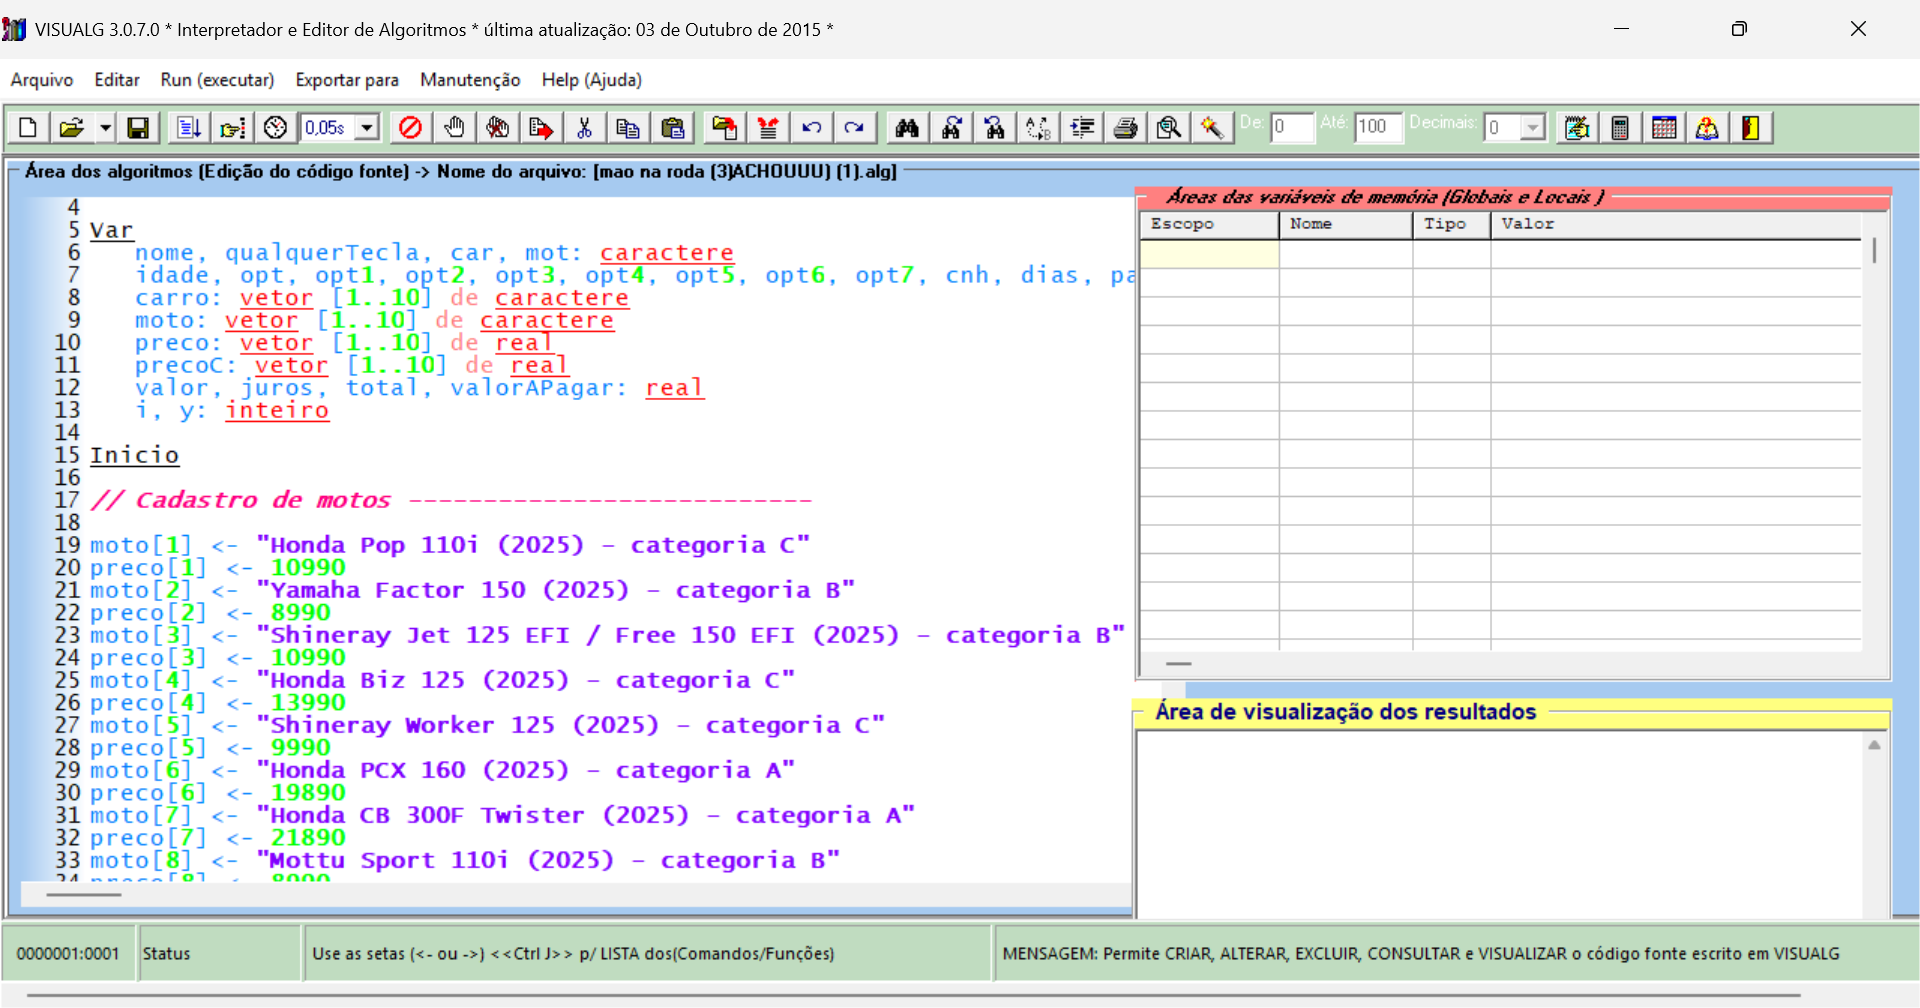 VISUALG 3.0.7.0 * Interpretador e Editor de Algoritmos * última atualização: 03 de Outubro de 2015 *
Arquivo Editar Run (executar) Exportar para Manutenção Help (Ajuda)
0,05s De: 0 Até: 100 Decimais: 0
Área dos algoritmos (Edição do código fonte) -> Nome do arquivo: [mao na roda (3)ACHOUUU) (1).alg]
4
5 Var
6 nome, qualquerTecla, car, mot: caractere
7 idade, opt, opt1, opt2, opt3, opt4, opt5, opt6, opt7, cnh, dias, pa
8 carro: vetor [1..10] de caractere
9 moto: vetor [1..10] de caractere
10 preco: vetor [1..10] de real
11 precoC: vetor [1..10] de real
12 valor, juros, total, valorAPagar: real
13 i, y: inteiro
14
15 Inicio
16
17 // Cadastro de motos ---------------------------
18
19 moto[1] <- "Honda Pop 110i (2025) – categoria C"
20 preco[1] <- 10990
21 moto[2] <- "Yamaha Factor 150 (2025) – categoria B"
22 preco[2] <- 8990
23 moto[3] <- "Shineray Jet 125 EFI / Free 150 EFI (2025) – categoria B"
24 preco[3] <- 10990
25 moto[4] <- "Honda Biz 125 (2025) – categoria C"
26 preco[4] <- 13990
27 moto[5] <- "Shineray Worker 125 (2025) – categoria C"
28 preco[5] <- 9990
29 moto[6] <- "Honda PCX 160 (2025) – categoria A"
30 preco[6] <- 19890
31 moto[7] <- "Honda CB 300F Twister (2025) – categoria A"
32 preco[7] <- 21890
33 moto[8] <- "Mottu Sport 110i (2025) – categoria B"
34 preco[8] <- 8990
Áreas das variáveis de memória (Globais e Locais )
Escopo Nome Tipo Valor
Área de visualização dos resultados
0000001:0001 Status Use as setas (<- ou ->) <<Ctrl J>> p/ LISTA dos(Comandos/Funções) MENSAGEM: Permite CRIAR, ALTERAR, EXCLUIR, CONSULTAR e VISUALIZAR o código fonte escrito em VISUALG